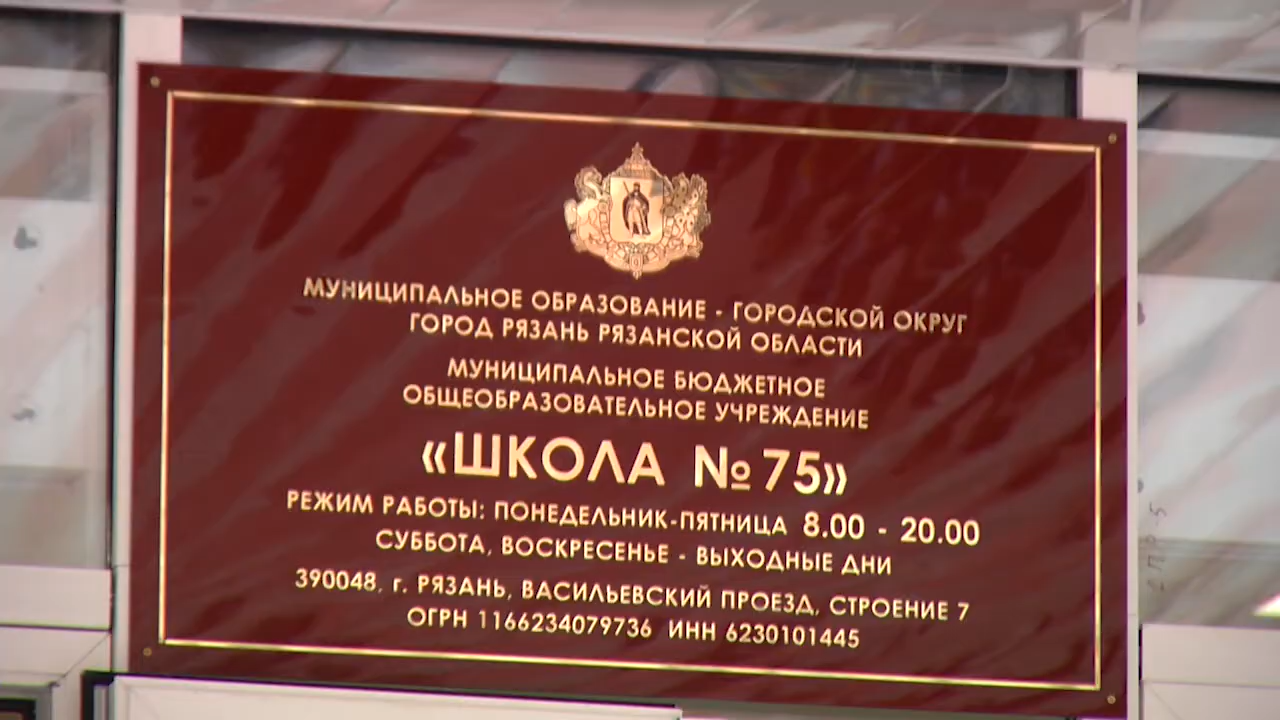 МУНИЦИПАЛЬНОЕ ОБРАЗОВАНИЕ - ГОРОДСКОЙ ОКРУГ
ГОРОД РЯЗАНЬ РЯЗАНСКОЙ ОБЛАСТИ
МУНИЦИПАЛЬНОЕ БЮДЖЕТНОЕ
ОБЩЕОБРАЗОВАТЕЛЬНОЕ УЧРЕЖДЕНИЕ
«ШКОЛА №75»
РЕЖИМ РАБОТЫ: ПОНЕДЕЛЬНИК-ПЯТНИЦА 8.00 - 20.00
СУББОТА, ВОСКРЕСЕНЬЕ - ВЫХОДНЫЕ ДНИ
390048, г. РЯЗАНЬ, ВАСИЛЬЕВСКИЙ ПРОЕЗД, СТРОЕНИЕ 7
ОГРН 1166234079736 ИНН 6230101445